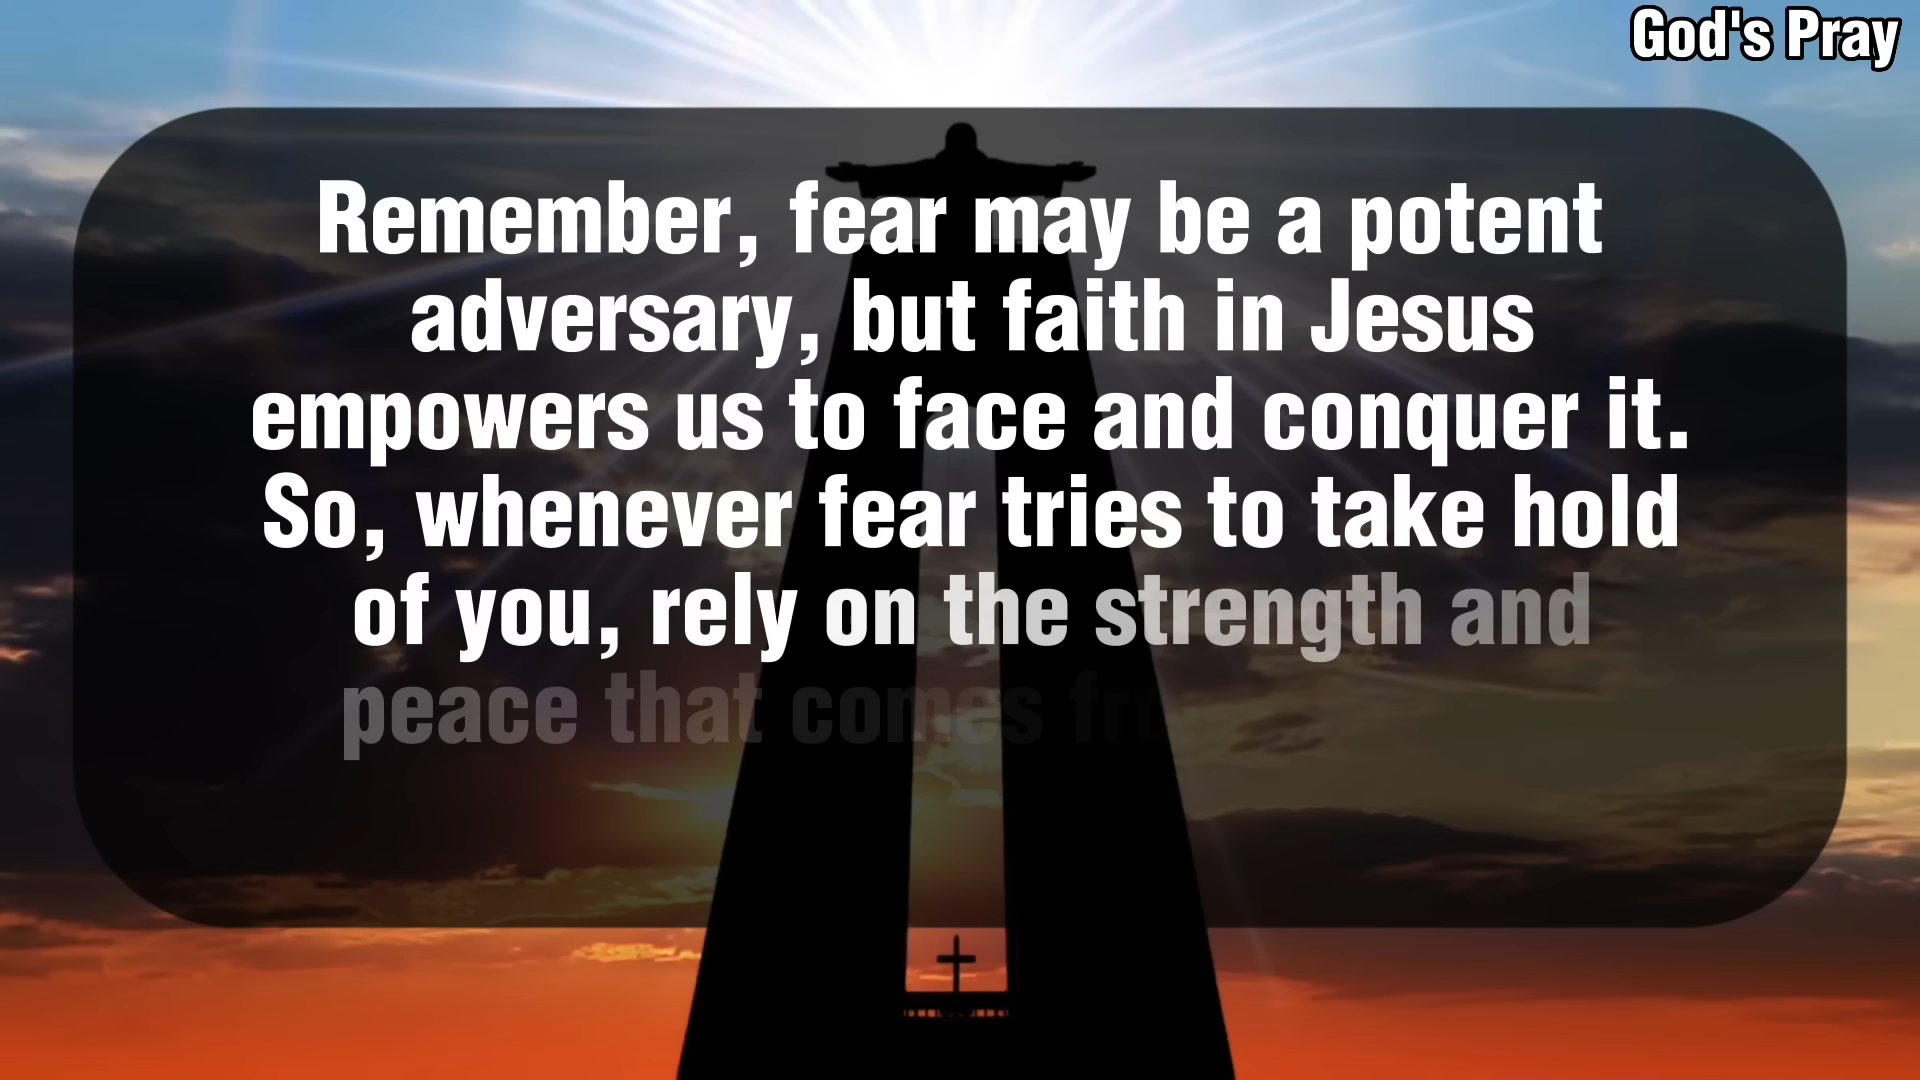 God's Pray
Remember, fear may be a potent
adversary, but faith in Jesus
empowers us to face and conquer it.
So, whenever fear tries to take hold
of you, rely on the strength and
peace that comes